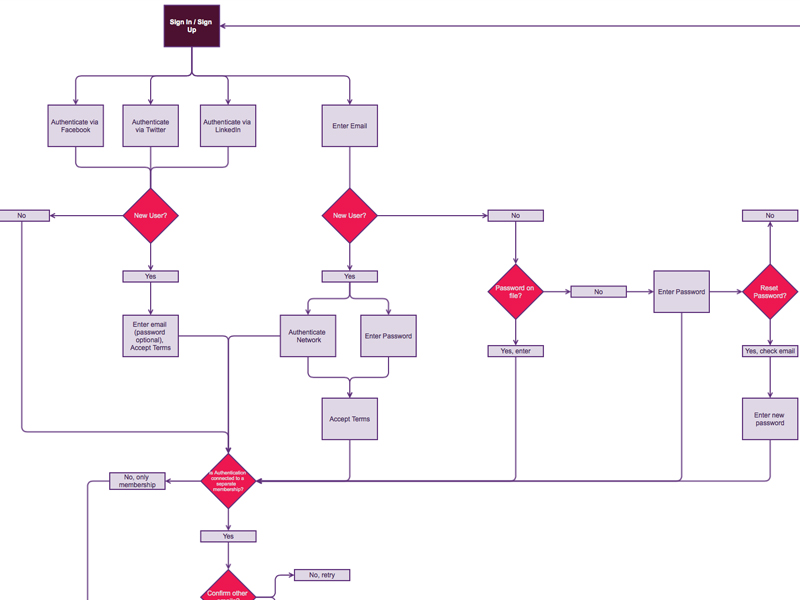 Sign In / Sign
Up
Authenticate via
Facebook
Authenticate
via Twitter
Authenticate via
LinkedIn
Enter Email
No
New User?
New User?
No
No
Yes
Yes
Password on
file?
No
Enter Password
Reset
Password?
Enter email
(password
optional),
Accept Terms
Authenticate
Network
Enter Password
Yes, enter
Yes, check email
Accept Terms
Enter new
password
No, only
membership
Is Authentication
connected to a
separate
membership?
Yes
No, retry
Confirm other